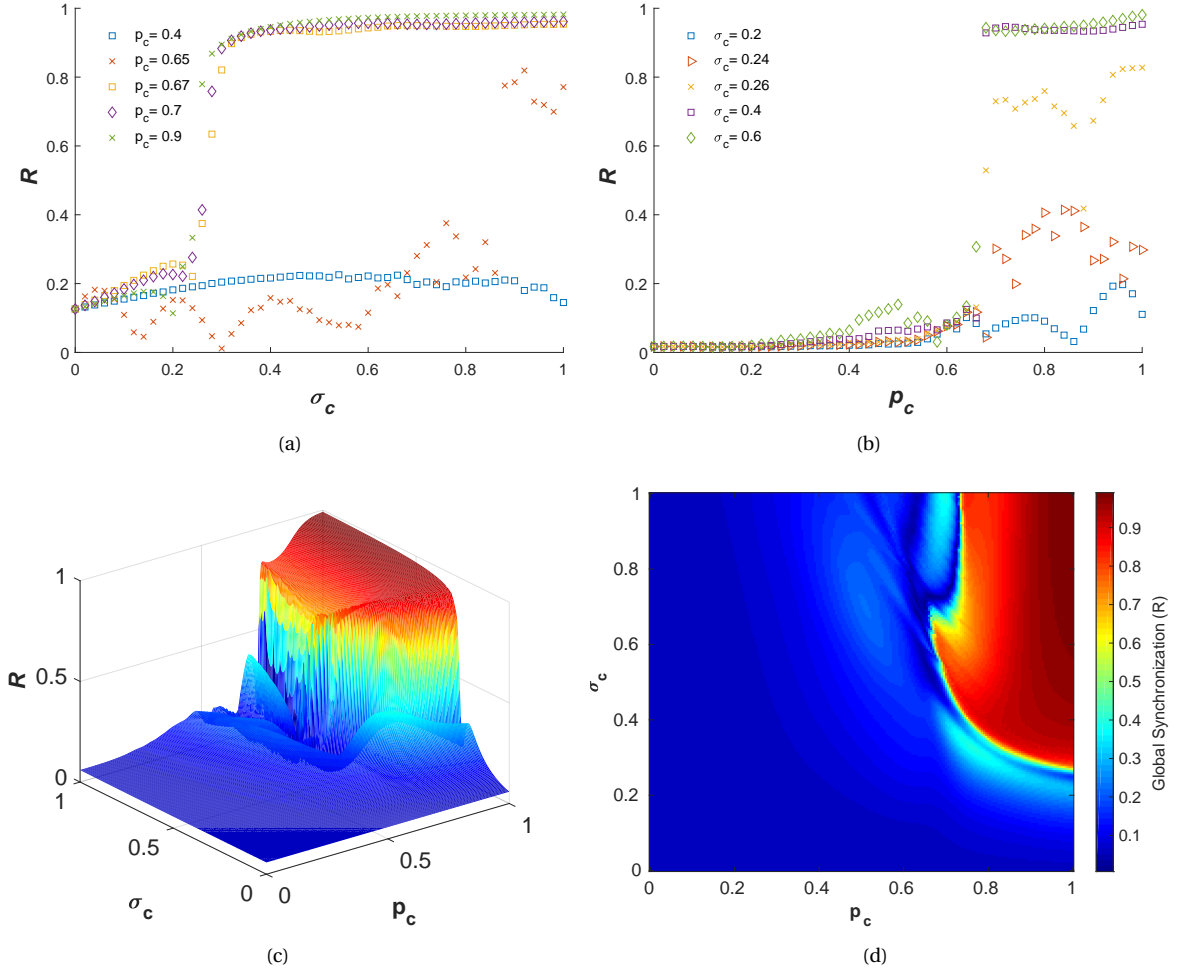 1
0.8
0.6
0.4
0.2
0
R
0 0.2 0.4 0.6 0.8 1
σc
p_c= 0.4
p_c= 0.65
p_c= 0.67
p_c= 0.7
p_c= 0.9
(a)
1
0.8
0.6
0.4
0.2
0
R
0 0.2 0.4 0.6 0.8 1
p_c
σ_c= 0.2
σ_c= 0.24
σ_c= 0.26
σ_c= 0.4
σ_c= 0.6
(b)
1
0.5
0
R
1
0.5
0
σ_c
0
0.5
1
p_c
(c)
1
0.8
0.6
0.4
0.2
0
σ_c
0 0.2 0.4 0.6 0.8 1
p_c
0.9
0.8
0.7
0.6
0.5
0.4
0.3
0.2
0.1
Global Synchronization (R)
(d)